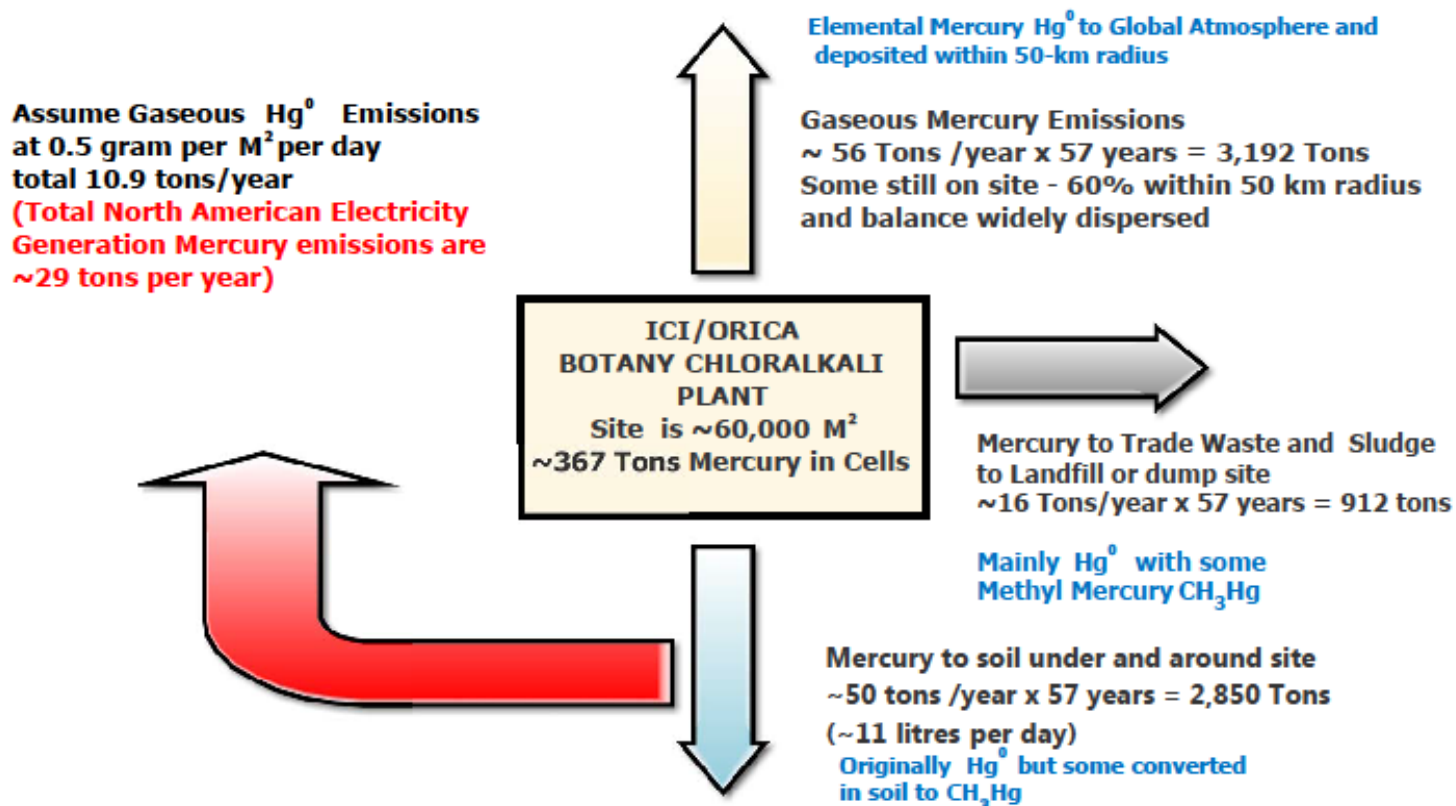 Elemental Mercury Hg⁰ to Global Atmosphere and
deposited within 50-km radius
Assume Gaseous Hg⁰ Emissions
at 0.5 gram per M² per day
total 10.9 tons/year
(Total North American Electricity
Generation Mercury emissions are
~29 tons per year)
Gaseous Mercury Emissions
~ 56 Tons /year x 57 years = 3,192 Tons
Some still on site - 60% within 50 km radius
and balance widely dispersed
ICI/ORICA
BOTANY CHLORALKALI
PLANT
Site is ~60,000 M²
~367 Tons Mercury in Cells
Mercury to Trade Waste and Sludge
to Landfill or dump site
~16 Tons/year x 57 years = 912 tons
Mainly Hg⁰ with some
Methyl Mercury CH₃Hg
Mercury to soil under and around site
~50 tons /year x 57 years = 2,850 Tons
(~11 litres per day)
Originally Hg⁰ but some converted
in soil to CH₃Hg